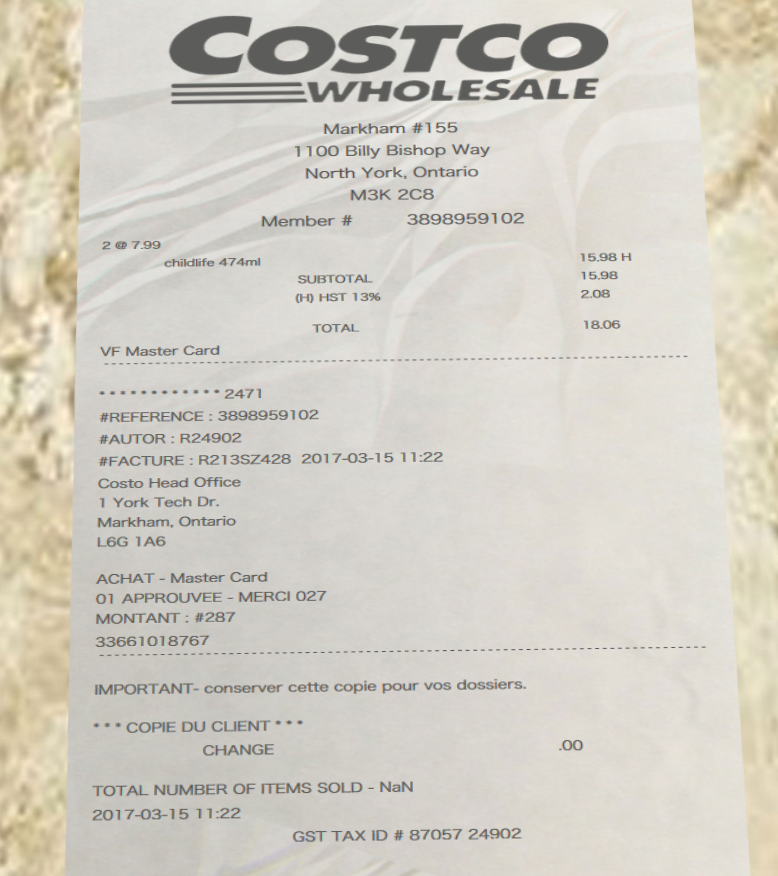 COSTCO
WHOLESALE
Markham #155
1100 Billy Bishop Way
North York, Ontario
M3K 2C8
Member # 3898959102
2 @ 7.99
childlife 474ml 15.98 H
SUBTOTAL 15.98
(H) HST 13% 2.08
TOTAL 18.06
VF Master Card
************ 2471
#REFERENCE : 3898959102
#AUTOR : R24902
#FACTURE : R213SZ428 2017-03-15 11:22
Costo Head Office
1 York Tech Dr.
Markham, Ontario
L6G 1A6
ACHAT - Master Card
01 APPROUVEE - MERCI 027
MONTANT : #287
33661018767
IMPORTANT- conserver cette copie pour vos dossiers.
*** COPIE DU CLIENT ***
CHANGE .00
TOTAL NUMBER OF ITEMS SOLD - NaN
2017-03-15 11:22
GST TAX ID # 87057 24902